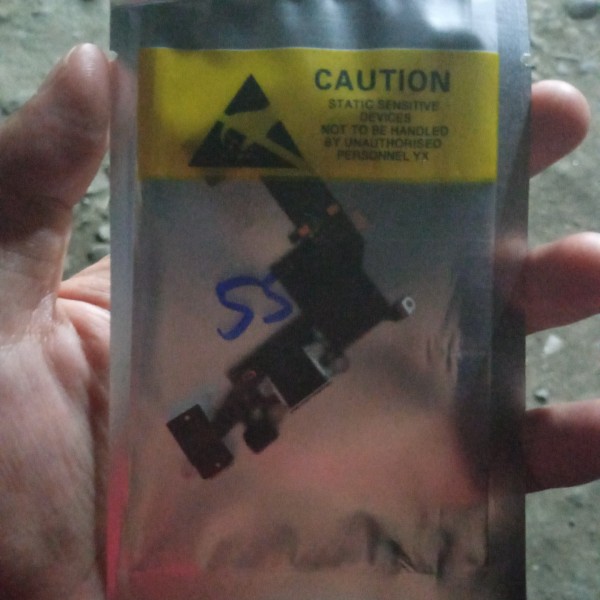 CAUTION
STATIC SENSITIVE
DEVICES
NOT TO BE HANDLED
BY UNAUTHORISED
PERSONNEL YX
5S